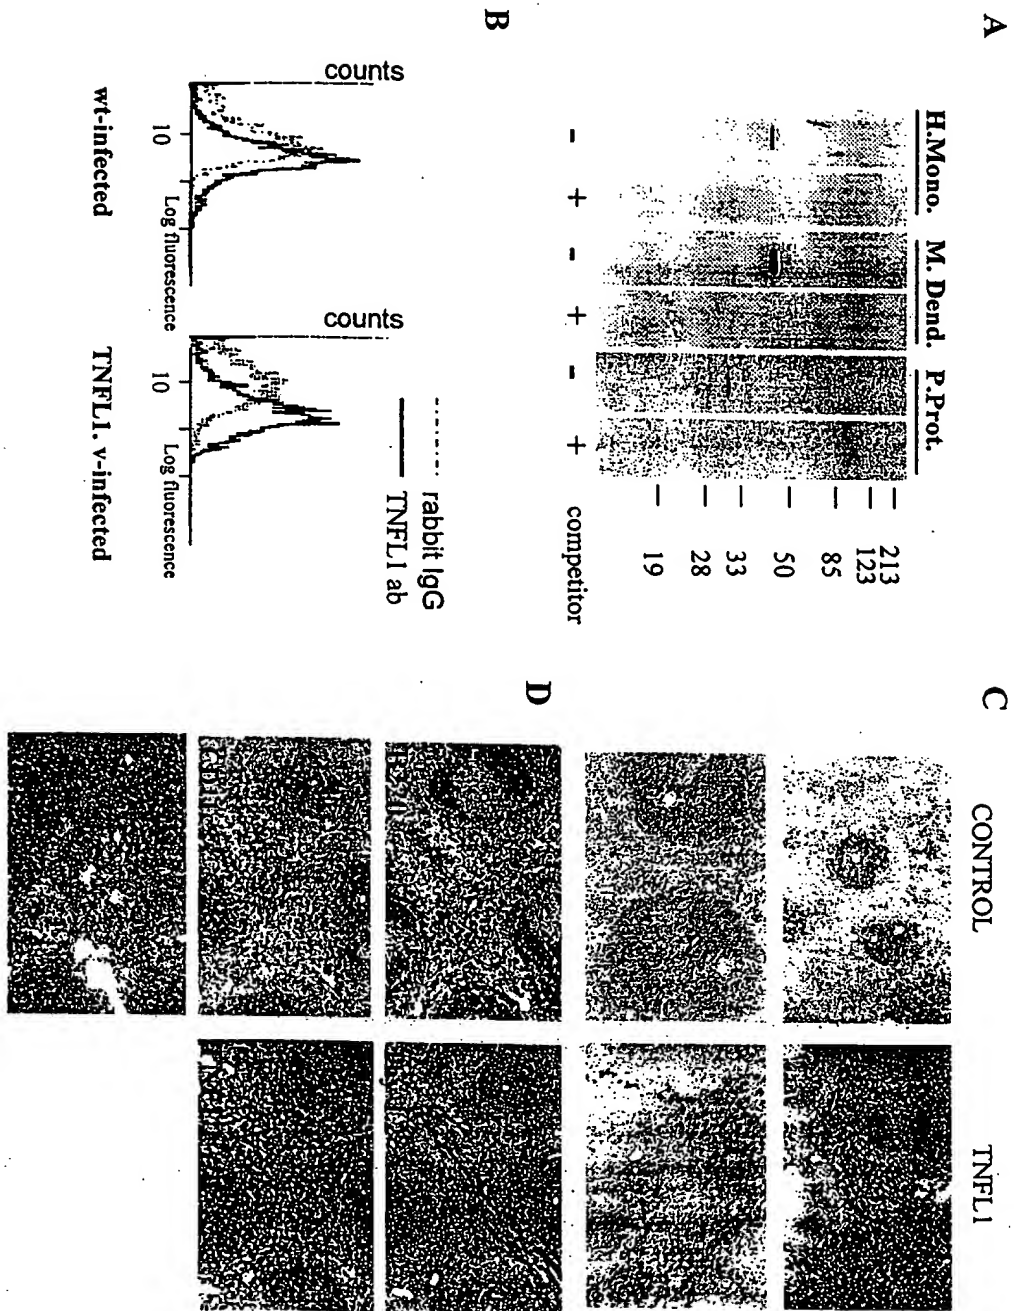 A
H.Mono. M. Dend. P.Prot.
213
123
85
50
33
28
19
- + - + - + competitor
B
rabbit IgG
TNFL1 ab
counts
10
Log fluorescence
wt-infected
counts
10
Log fluorescence
TNFL1. v-infected
C
CONTROL TNFL1
D